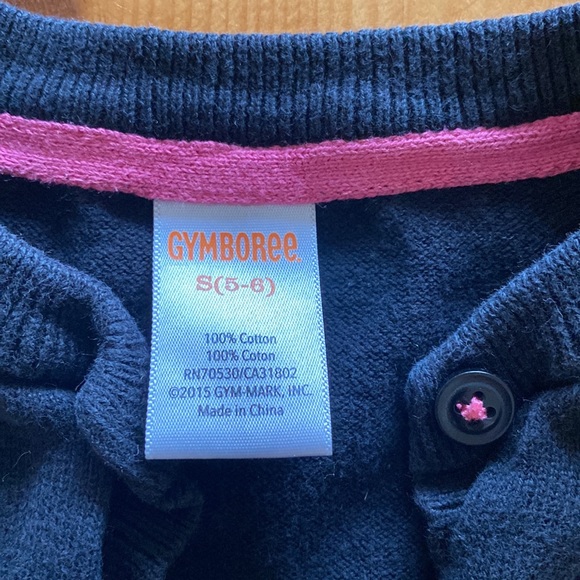 GYMBOREE
S(5-6)
100% Cotton
100% Coton
RN70530/CA31802
©2015 GYM-MARK, INC.
Made in China